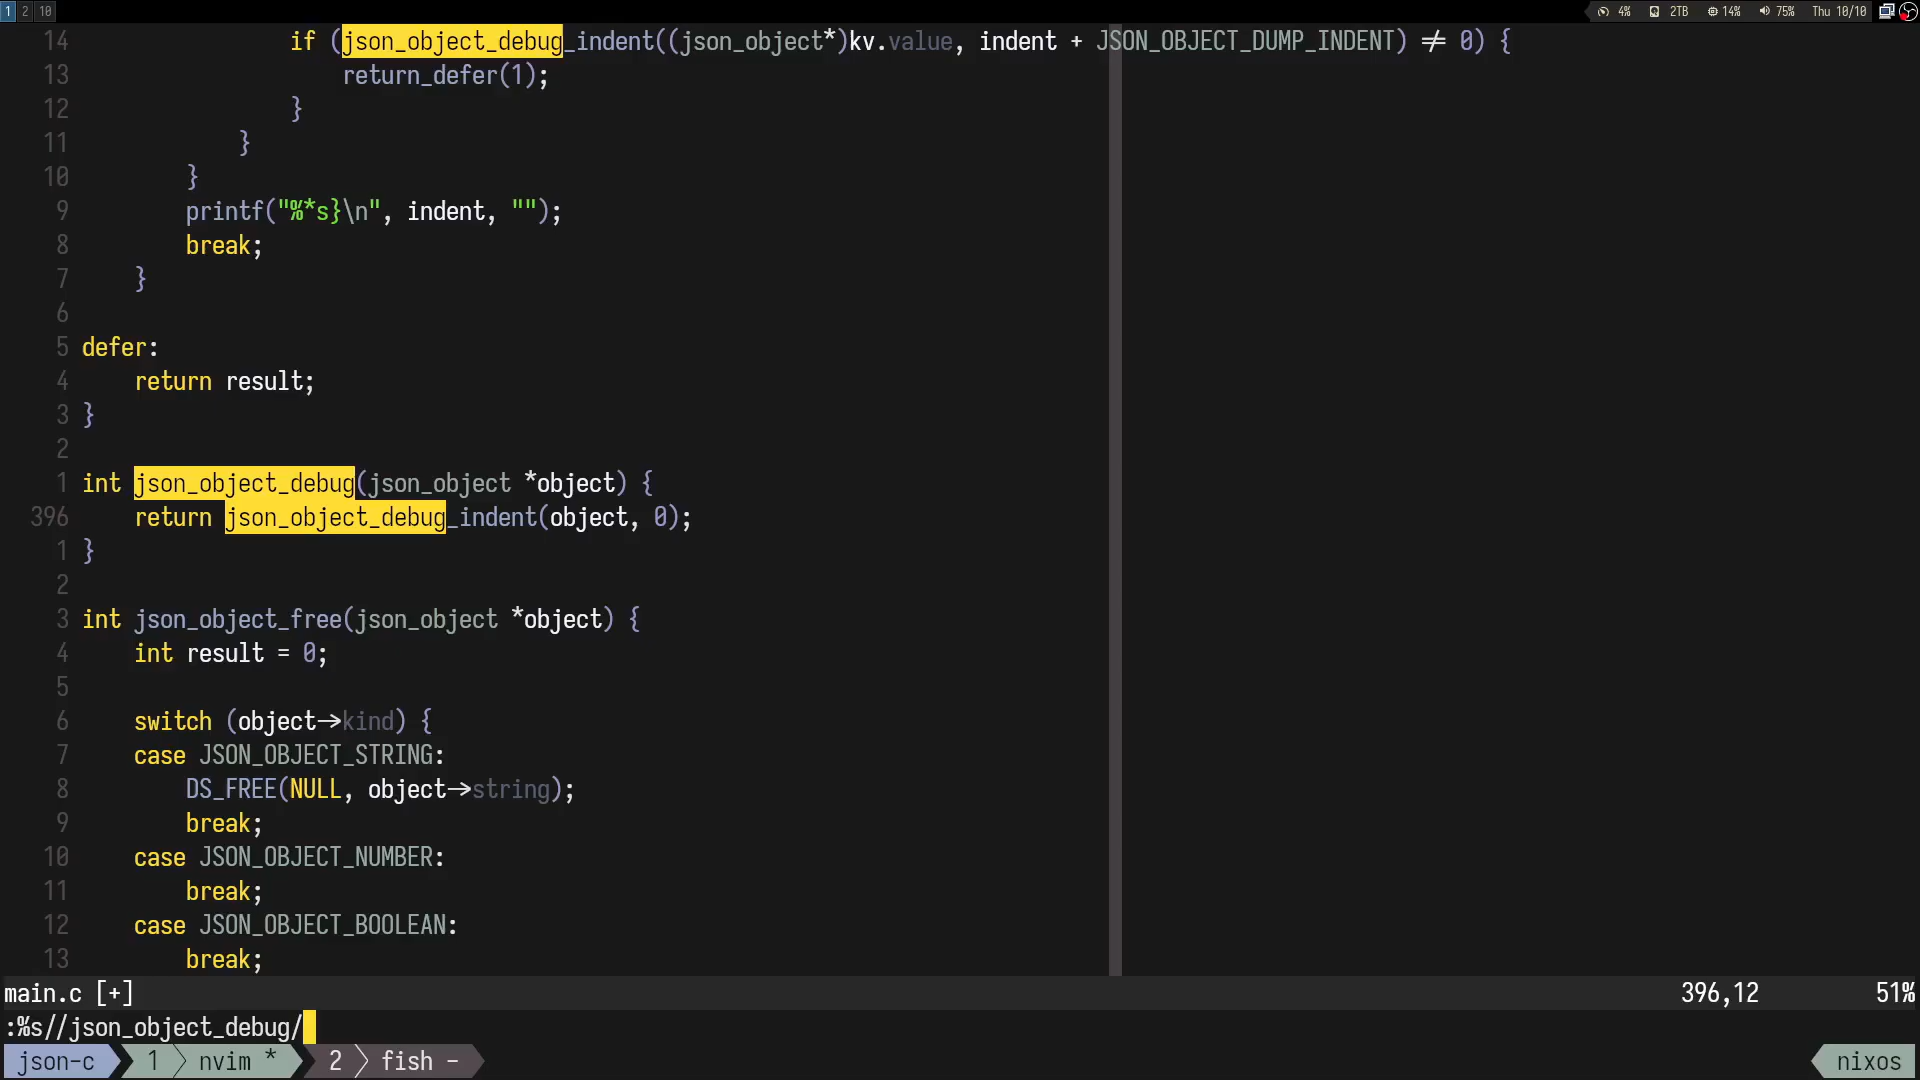 1 2 10 4% 2TB 14% 75% Thu 10/10
14 if (json_object_debug_indent((json_object*)kv.value, indent + JSON_OBJECT_DUMP_INDENT) ≠ 0) {
13 return_defer(1);
12 }
11 }
10 }
9 printf("%*s}\n", indent, "");
8 break;
7 }
6
5 defer:
4 return result;
3 }
2
1 int json_object_debug(json_object *object) {
396 return json_object_debug_indent(object, 0);
1 }
2
3 int json_object_free(json_object *object) {
4 int result = 0;
5
6 switch (object→kind) {
7 case JSON_OBJECT_STRING:
8 DS_FREE(NULL, object→string);
9 break;
10 case JSON_OBJECT_NUMBER:
11 break;
12 case JSON_OBJECT_BOOLEAN:
13 break;
main.c [+] 396,12 51%
:%s//json_object_debug/
json-c 1 nvim * 2 fish - nixos